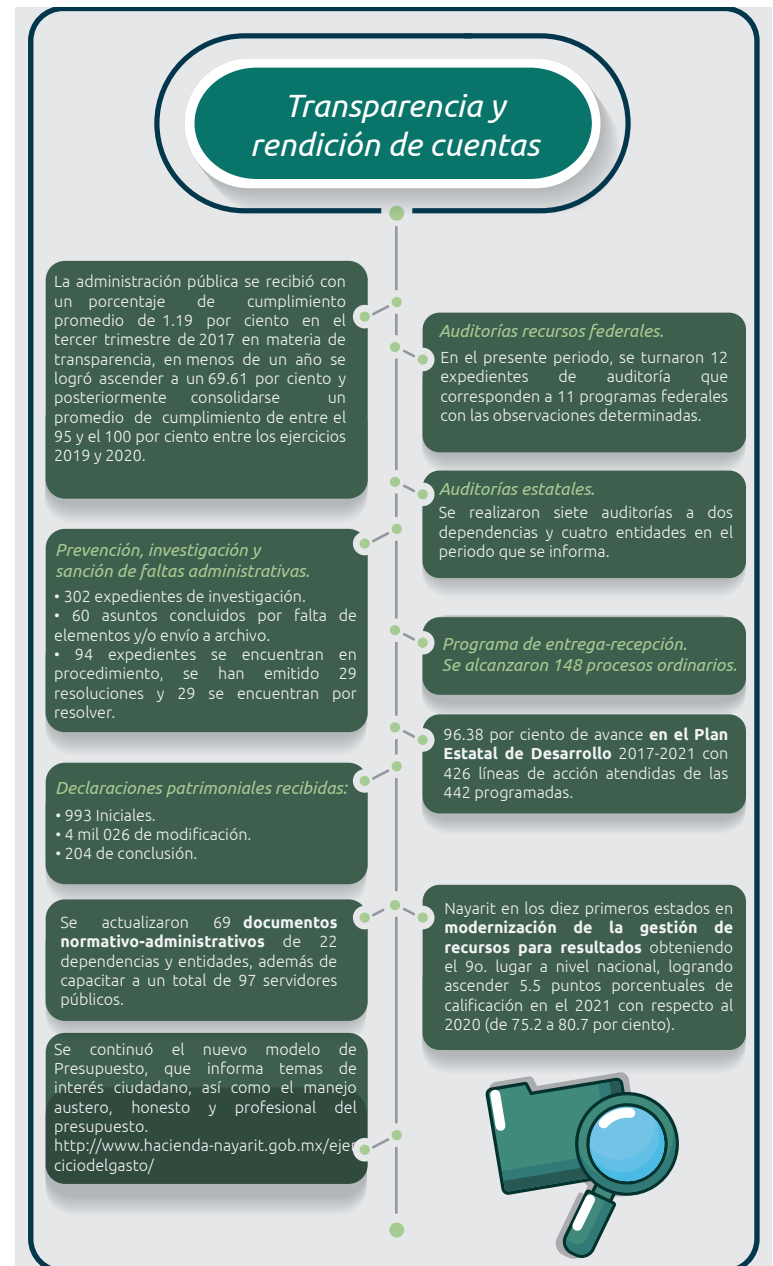 Transparencia y
rendición de cuentas
La administración pública se recibió con
un porcentaje de cumplimiento
promedio de 1.19 por ciento en el
tercer trimestre de 2017 en materia de
transparencia, en menos de un año se
logró ascender a un 69.61 por ciento y
posteriormente consolidarse un
promedio de cumplimiento de entre el
95 y el 100 por ciento entre los ejercicios
2019 y 2020.
Auditorías recursos federales.
En el presente periodo, se turnaron 12
expedientes de auditoría que
corresponden a 11 programas federales
con las observaciones determinadas.
Auditorías estatales.
Se realizaron siete auditorías a dos
dependencias y cuatro entidades en el
periodo que se informa.
Prevención, investigación y
sanción de faltas administrativas.
• 302 expedientes de investigación.
• 60 asuntos concluidos por falta de
elementos y/o envío a archivo.
• 94 expedientes se encuentran en
procedimiento, se han emitido 29
resoluciones y 29 se encuentran por
resolver.
Programa de entrega-recepción.
Se alcanzaron 148 procesos ordinarios.
96.38 por ciento de avance en el Plan
Estatal de Desarrollo 2017-2021 con
426 líneas de acción atendidas de las
442 programadas.
Declaraciones patrimoniales recibidas:
• 993 Iniciales.
• 4 mil 026 de modificación.
• 204 de conclusión.
Se actualizaron 69 documentos
normativo-administrativos de 22
dependencias y entidades, además de
capacitar a un total de 97 servidores
públicos.
Nayarit en los diez primeros estados en
modernización de la gestión de
recursos para resultados obteniendo
el 9o. lugar a nivel nacional, logrando
ascender 5.5 puntos porcentuales de
calificación en el 2021 con respecto al
2020 (de 75.2 a 80.7 por ciento).
Se continuó el nuevo modelo de
Presupuesto, que informa temas de
interés ciudadano, así como el manejo
austero, honesto y profesional del
presupuesto.
http://www.hacienda-nayarit.gob.mx/ejer
ciciodelgasto/